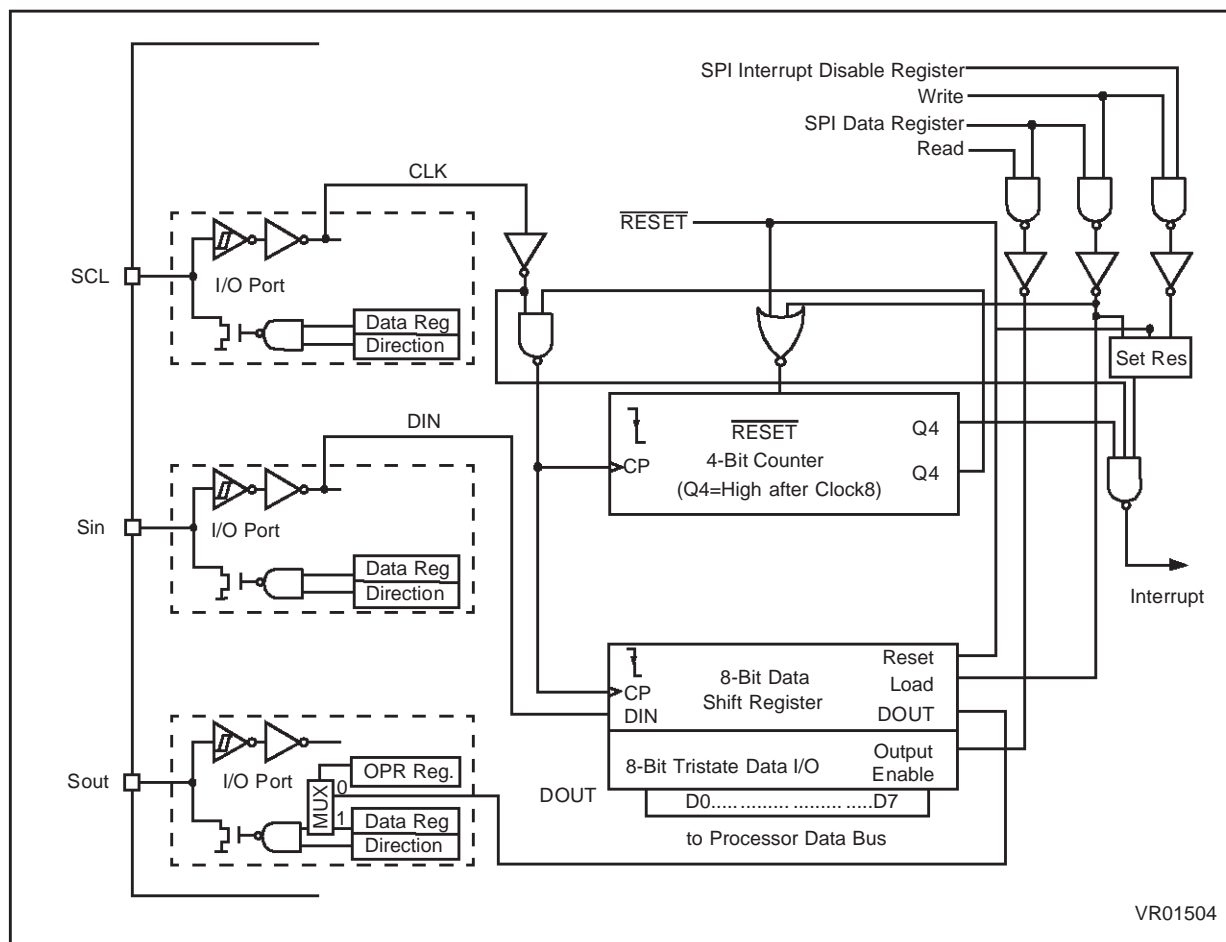 SPI Interrupt Disable Register
Write
SPI Data Register
Read
CLK
RESET
SCL
I/O Port
Data Reg
Direction
Set Res
RESET
Q4
CP
4-Bit Counter
Q4
(Q4=High after Clock8)
DIN
Sin
I/O Port
Data Reg
Direction
Interrupt
Reset
8-Bit Data
Load
CP
Shift Register
DIN
DOUT
Sout
I/O Port
OPR Reg.
MUX
0
1
Data Reg
Direction
Output
8-Bit Tristate Data I/O
Enable
DOUT
D0..... ......... ......... .....D7
to Processor Data Bus
VR01504